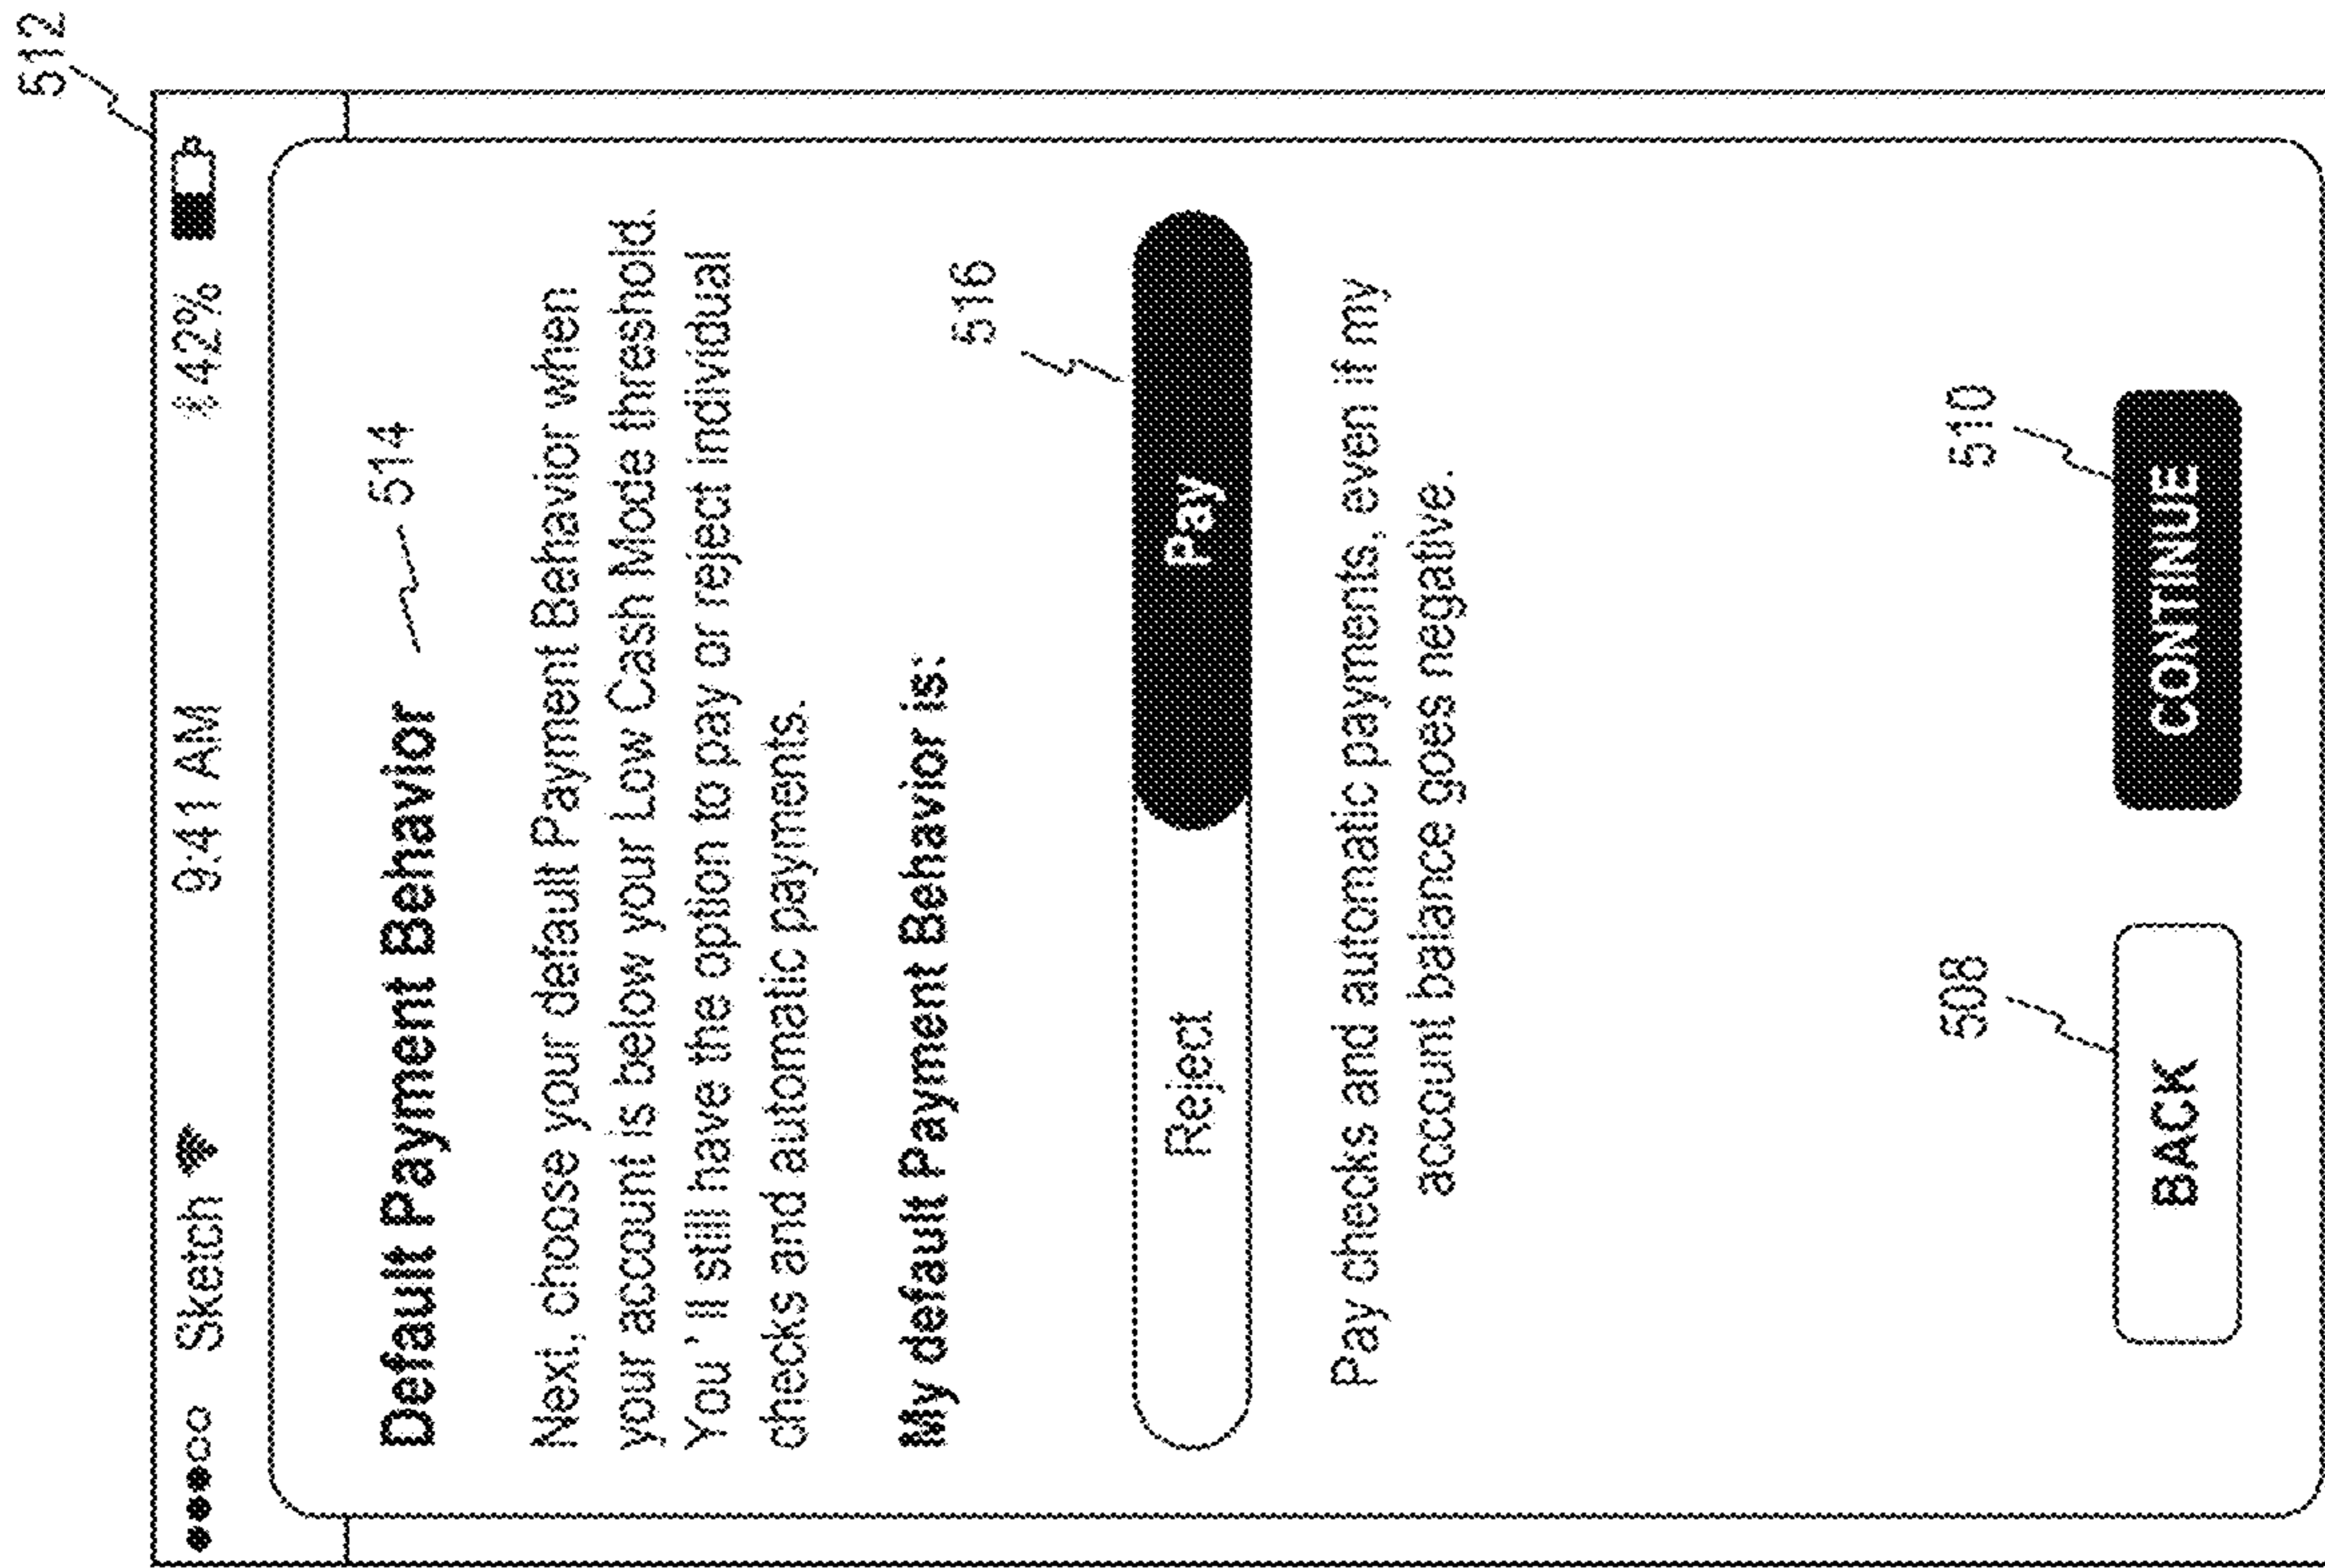 512
Sketch 9:41 AM 42%
Default Payment Behavior 514
Next, choose your default Payment Behavior when
your account is below your Low Cash Mode threshold.
You'll still have the option to pay or reject individual
checks and automatic payments.
My default Payment Behavior is:
516
Reject Pay
Pay checks and automatic payments, even if my
account balance goes negative.
508 510
BACK CONTINUE